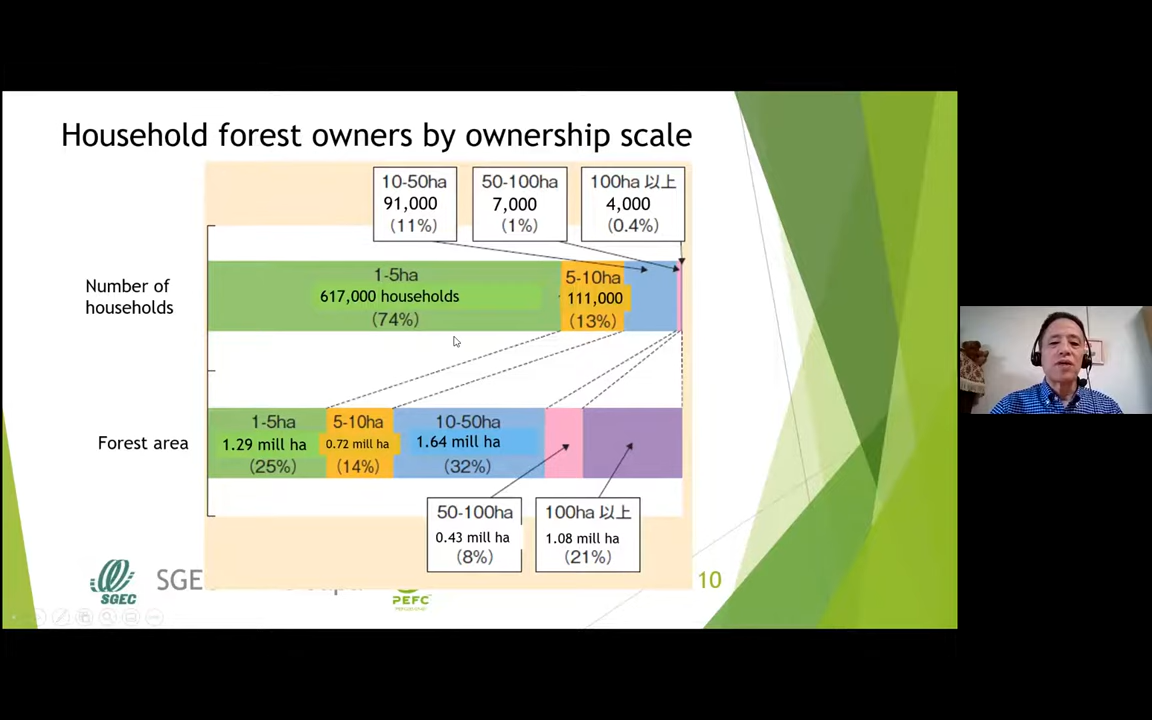 Household forest owners by ownership scale
10-50ha
91,000
(11%)
50-100ha
7,000
(1%)
100ha 以上
4,000
(0.4%)
Number of
households
1-5ha
617,000 households
(74%)
5-10ha
111,000
(13%)
Forest area
1-5ha
1.29 mill ha
(25%)
5-10ha
0.72 mill ha
(14%)
10-50ha
1.64 mill ha
(32%)
50-100ha
0.43 mill ha
(8%)
100ha 以上
1.08 mill ha
(21%)
SGEC
SGE
PEFC
10